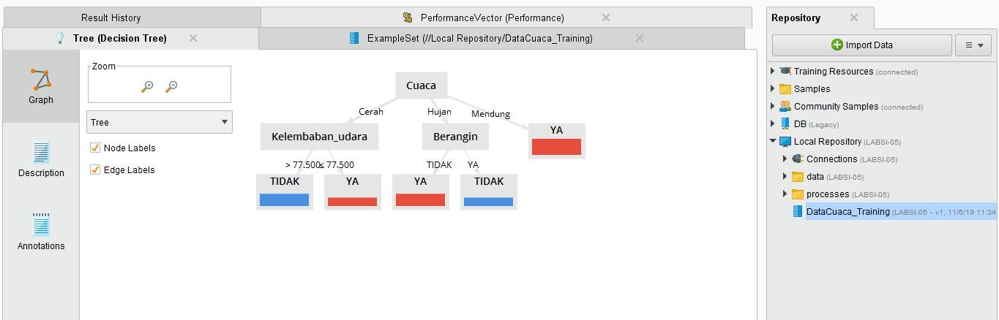 Result History
PerformanceVector (Performance)
Tree (Decision Tree)
ExampleSet (//Local Repository/DataCuaca_Training)
Graph
Description
Annotations
Zoom
Tree
Node Labels
Edge Labels
Cuaca
Cerah Hujan Mendung
Kelembaban_udara Berangin YA
> 77.500 ≤ 77.500 TIDAK YA
TIDAK YA YA TIDAK
Repository
Import Data
Training Resources (connected)
Samples
Community Samples (connected)
DB (Legacy)
Local Repository (LABSI-05)
Connections (LABSI-05)
data (LABSI-05)
processes (LABSI-05)
DataCuaca_Training (LABSI-05 - v1, 11/6/19 11:34